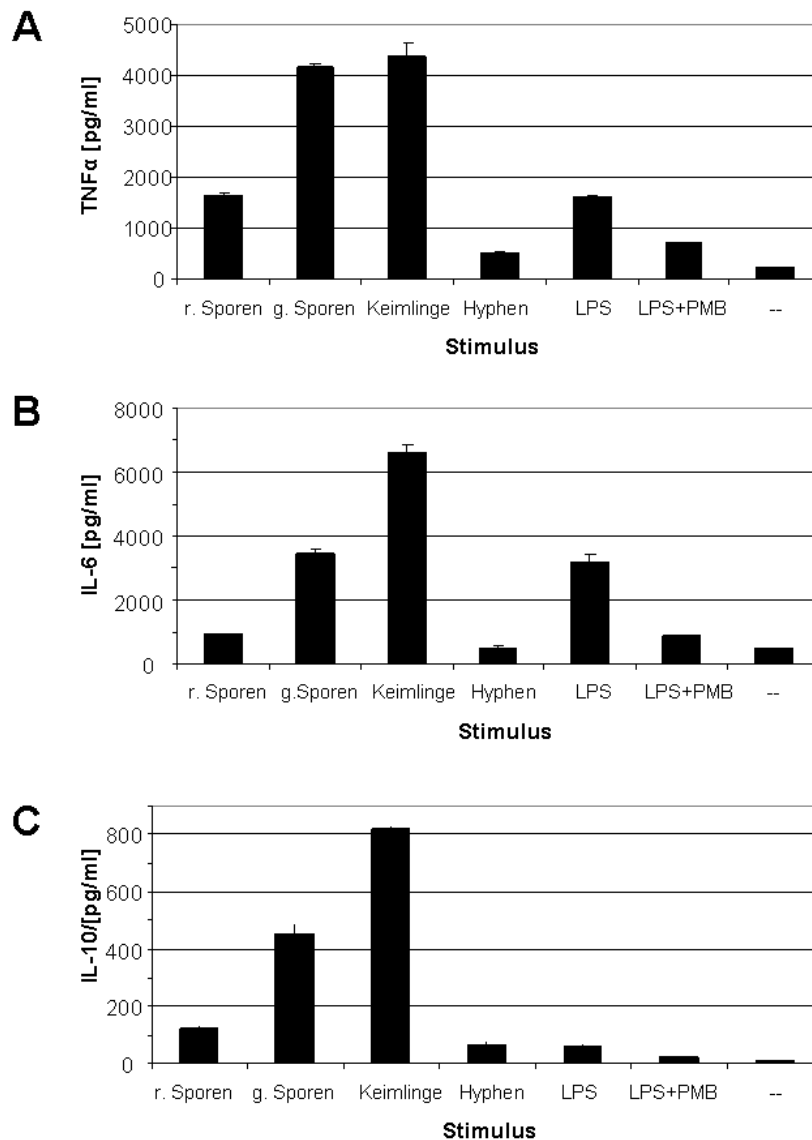 A
TNFα [pg/ml]
5000
4000
3000
2000
1000
0
r. Sporen g. Sporen Keimlinge Hyphen LPS LPS+PMB --
Stimulus
B
IL-6 [pg/ml]
8000
6000
4000
2000
0
r. Sporen g.Sporen Keimlinge Hyphen LPS LPS+PMB --
Stimulus
C
IL-10/[pg/ml]
800
600
400
200
0
r. Sporen g. Sporen Keimlinge Hyphen LPS LPS+PMB --
Stimulus